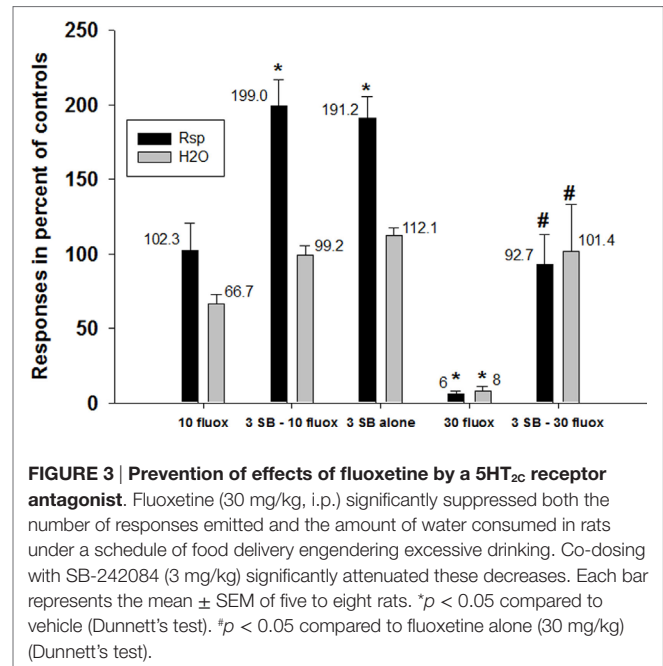 250
200
150
100
50
0
Responses in percent of controls
Rsp
H2O
102.3
66.7
199.0
*
99.2
191.2
*
112.1
6
*
*
8
92.7
#
#
101.4
10 fluox
3 SB - 10 fluox
3 SB alone
30 fluox
3 SB - 30 fluox
FIGURE 3 | Prevention of effects of fluoxetine by a 5HT2C receptor
antagonist. Fluoxetine (30 mg/kg, i.p.) significantly suppressed both the
number of responses emitted and the amount of water consumed in rats
under a schedule of food delivery engendering excessive drinking. Co-dosing
with SB-242084 (3 mg/kg) significantly attenuated these decreases. Each bar
represents the mean ± SEM of five to eight rats. *p < 0.05 compared to
vehicle (Dunnett’s test). #p < 0.05 compared to fluoxetine alone (30 mg/kg)
(Dunnett’s test).